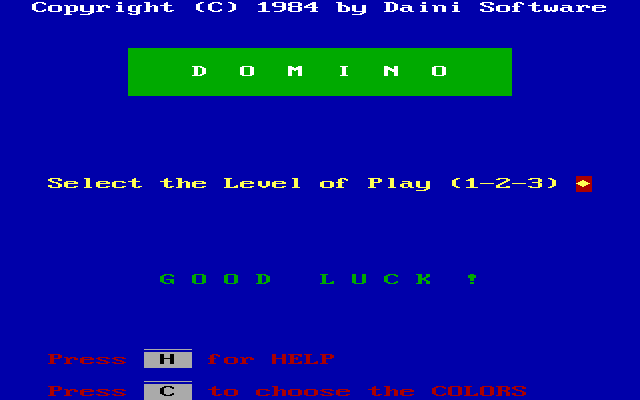 Copyright (C) 1984 by Daini Software
D O M I N O
Select the Level of Play (1-2-3)
G O O D   L U C K !
Press H for HELP
Press C to choose the COLORS